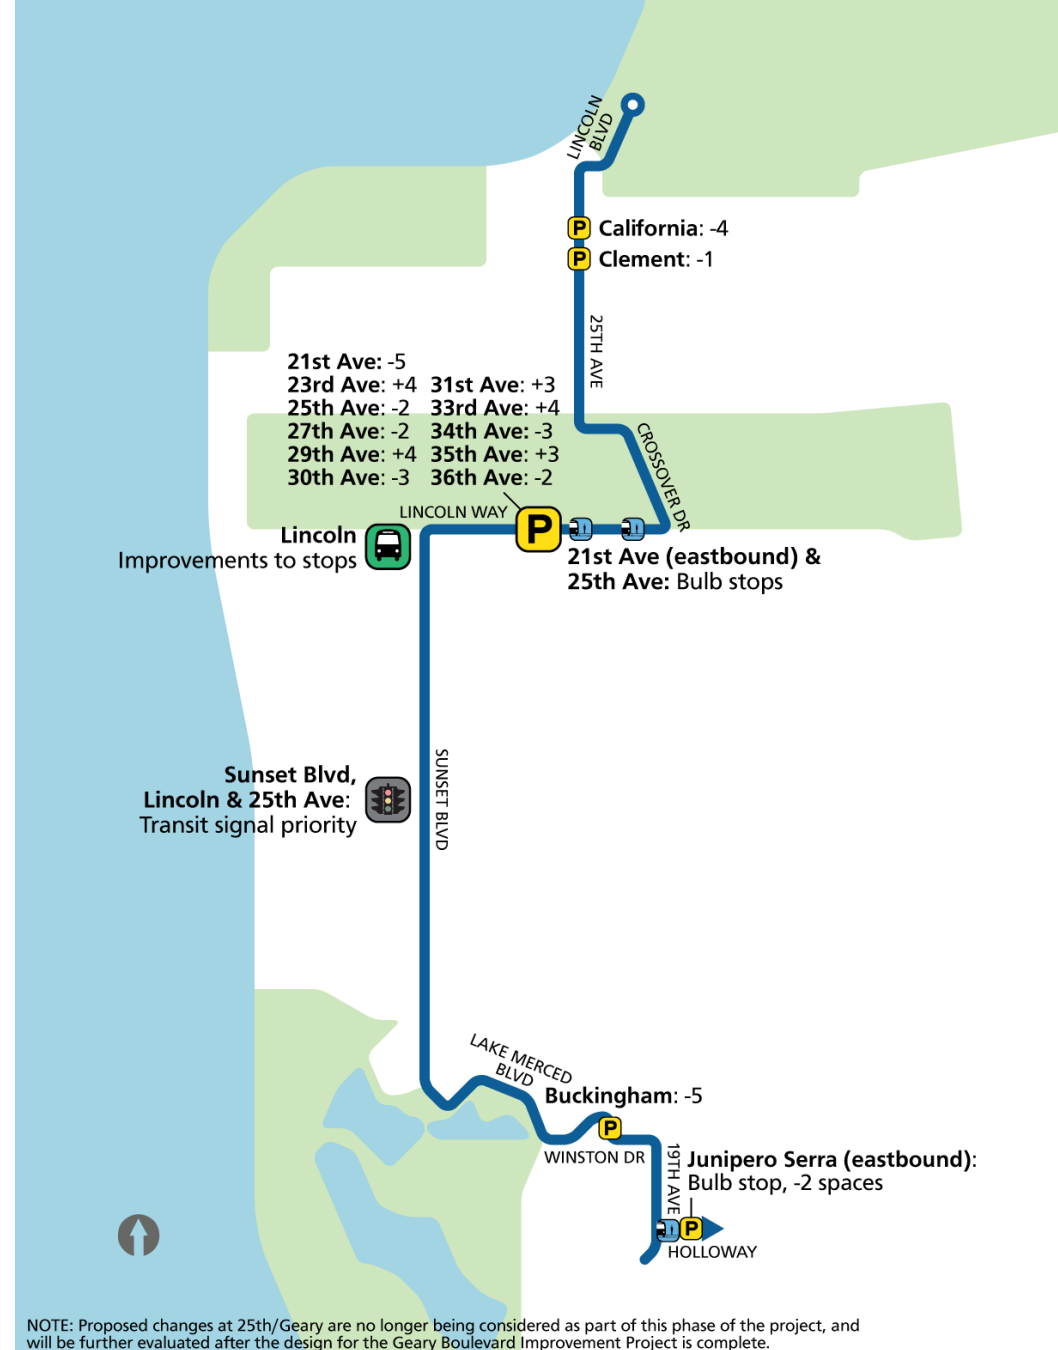 LINCOLN
BLVD
P
California: -4
P
Clement: -1
25TH AVE
21st Ave: -5
23rd Ave: +4
25th Ave: -2
27th Ave: -2
29th Ave: +4
30th Ave: -3
31st Ave: +3
33rd Ave: +4
34th Ave: -3
35th Ave: +3
36th Ave: -2
CROSSOVER DR
LINCOLN WAY
P
Lincoln
Improvements to stops
21st Ave (eastbound) &
25th Ave: Bulb stops
SUNSET BLVD
Sunset Blvd,
Lincoln & 25th Ave:
Transit signal priority
LAKE MERCED
BLVD
Buckingham: -5
P
WINSTON DR
19TH AVE
Junipero Serra (eastbound):
Bulb stop, -2 spaces
P
HOLLOWAY
NOTE: Proposed changes at 25th/Geary are no longer being considered as part of this phase of the project, and
will be further evaluated after the design for the Geary Boulevard Improvement Project is complete.